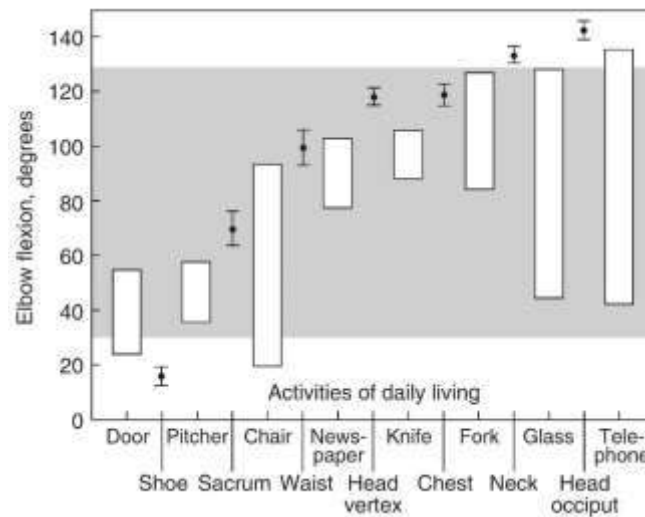 Elbow flexion, degrees
140
120
100
80
60
40
20
0
Activities of daily living
Door
Pitcher
Chair
News-
paper
Knife
Fork
Glass
Tele-
phone
Shoe
Sacrum
Waist
Head
vertex
Chest
Neck
Head
occiput